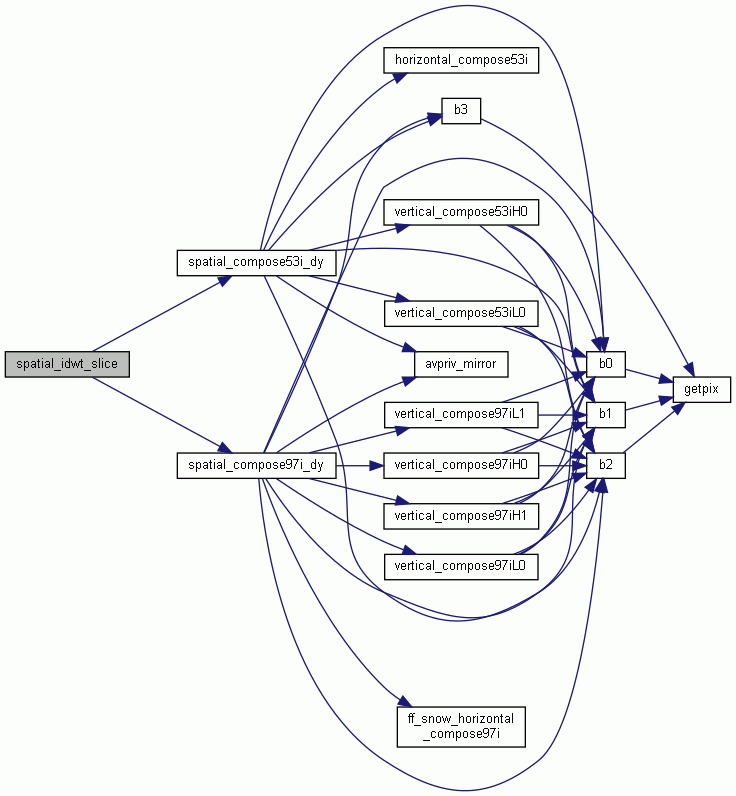 horizontal_compose53i
b3
vertical_compose53iH0
spatial_compose53i_dy
vertical_compose53iL0
spatial_idwt_slice
avpriv_mirror
b0
getpix
vertical_compose97iL1
b1
spatial_compose97i_dy
vertical_compose97iH0
b2
vertical_compose97iH1
vertical_compose97iL0
ff_snow_horizontal
_compose97i